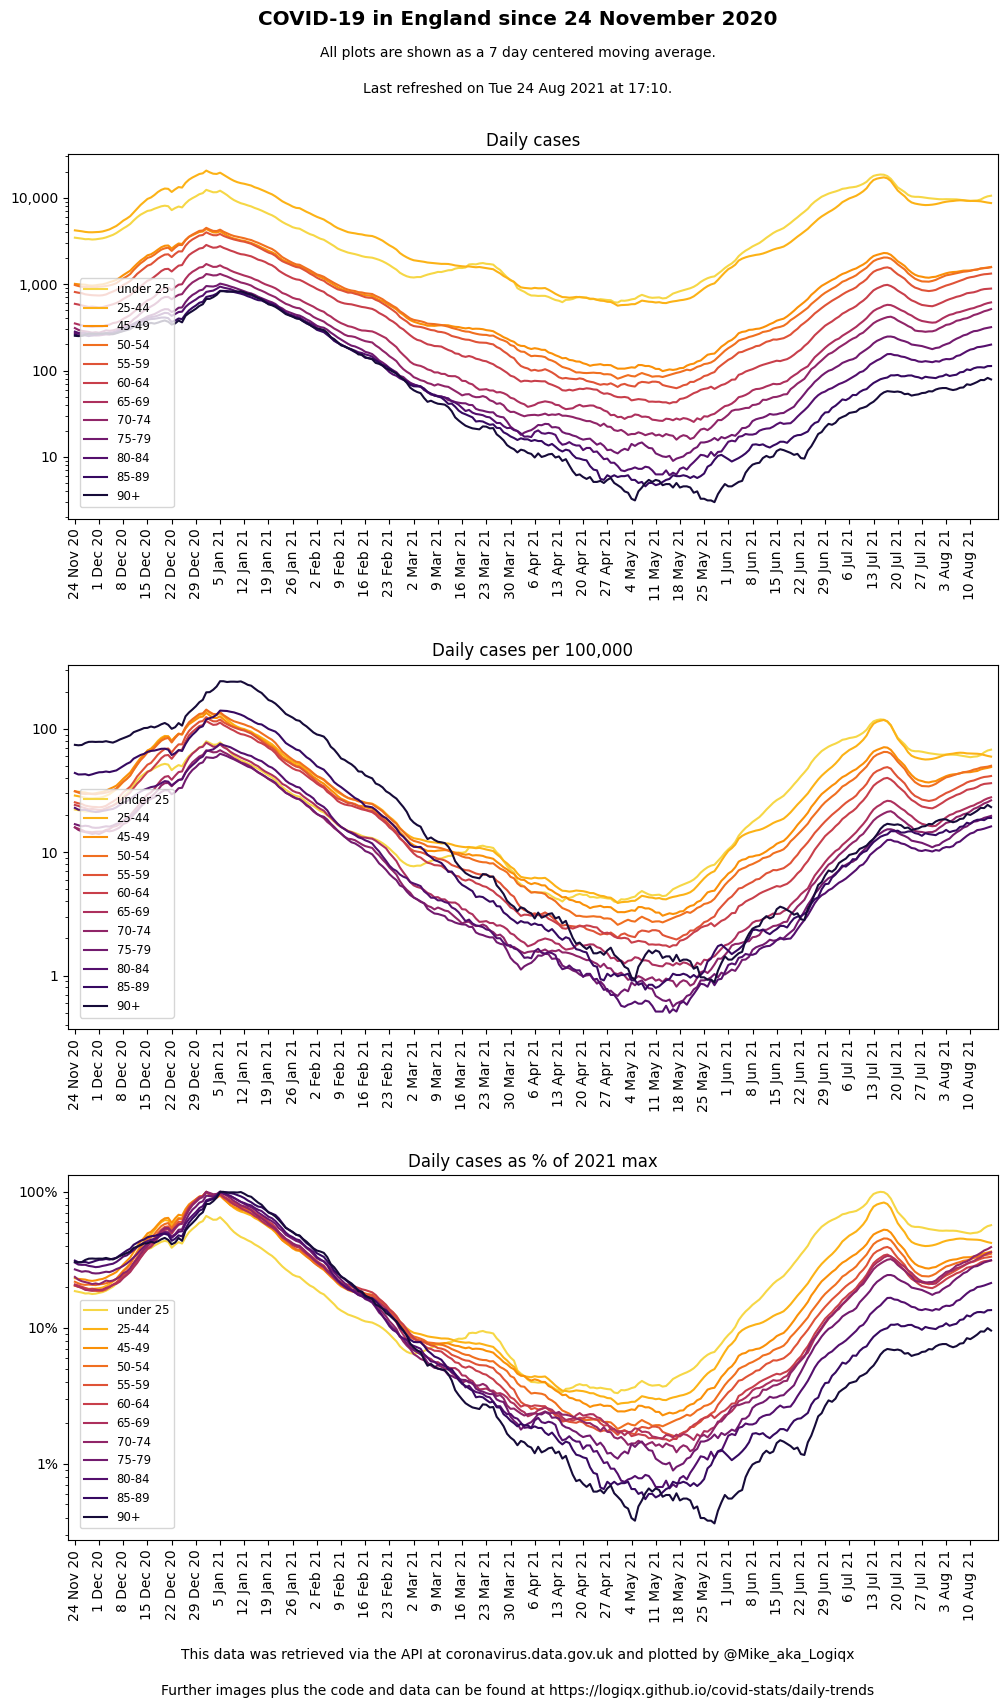 COVID-19 in England since 24 November 2020
All plots are shown as a 7 day centered moving average.
Last refreshed on Tue 24 Aug 2021 at 17:10.
Daily cases
10,000
1,000
100
10
under 25
25-44
45-49
50-54
55-59
60-64
65-69
70-74
75-79
80-84
85-89
90+
24 Nov 20
1 Dec 20
8 Dec 20
15 Dec 20
22 Dec 20
29 Dec 20
5 Jan 21
12 Jan 21
19 Jan 21
26 Jan 21
2 Feb 21
9 Feb 21
16 Feb 21
23 Feb 21
2 Mar 21
9 Mar 21
16 Mar 21
23 Mar 21
30 Mar 21
6 Apr 21
13 Apr 21
20 Apr 21
27 Apr 21
4 May 21
11 May 21
18 May 21
25 May 21
1 Jun 21
8 Jun 21
15 Jun 21
22 Jun 21
29 Jun 21
6 Jul 21
13 Jul 21
20 Jul 21
27 Jul 21
3 Aug 21
10 Aug 21
Daily cases per 100,000
100
10
1
under 25
25-44
45-49
50-54
55-59
60-64
65-69
70-74
75-79
80-84
85-89
90+
24 Nov 20
1 Dec 20
8 Dec 20
15 Dec 20
22 Dec 20
29 Dec 20
5 Jan 21
12 Jan 21
19 Jan 21
26 Jan 21
2 Feb 21
9 Feb 21
16 Feb 21
23 Feb 21
2 Mar 21
9 Mar 21
16 Mar 21
23 Mar 21
30 Mar 21
6 Apr 21
13 Apr 21
20 Apr 21
27 Apr 21
4 May 21
11 May 21
18 May 21
25 May 21
1 Jun 21
8 Jun 21
15 Jun 21
22 Jun 21
29 Jun 21
6 Jul 21
13 Jul 21
20 Jul 21
27 Jul 21
3 Aug 21
10 Aug 21
Daily cases as % of 2021 max
100%
10%
1%
under 25
25-44
45-49
50-54
55-59
60-64
65-69
70-74
75-79
80-84
85-89
90+
24 Nov 20
1 Dec 20
8 Dec 20
15 Dec 20
22 Dec 20
29 Dec 20
5 Jan 21
12 Jan 21
19 Jan 21
26 Jan 21
2 Feb 21
9 Feb 21
16 Feb 21
23 Feb 21
2 Mar 21
9 Mar 21
16 Mar 21
23 Mar 21
30 Mar 21
6 Apr 21
13 Apr 21
20 Apr 21
27 Apr 21
4 May 21
11 May 21
18 May 21
25 May 21
1 Jun 21
8 Jun 21
15 Jun 21
22 Jun 21
29 Jun 21
6 Jul 21
13 Jul 21
20 Jul 21
27 Jul 21
3 Aug 21
10 Aug 21
This data was retrieved via the API at coronavirus.data.gov.uk and plotted by @Mike_aka_Logiqx
Further images plus the code and data can be found at https://logiqx.github.io/covid-stats/daily-trends